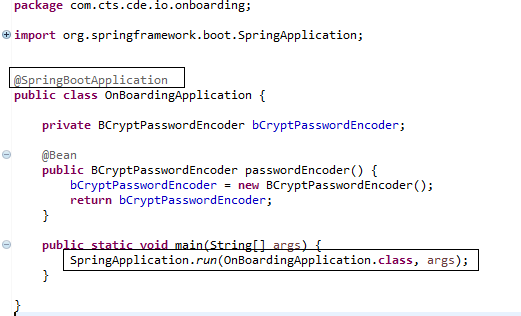 package com.cts.cde.io.onboarding;
import org.springframework.boot.SpringApplication;
@SpringBootApplication
public class OnBoardingApplication {
private BCryptPasswordEncoder bCryptPasswordEncoder;
@Bean
public BCryptPasswordEncoder passwordEncoder() {
bCryptPasswordEncoder = new BCryptPasswordEncoder();
return bCryptPasswordEncoder;
}
public static void main(String[] args) {
SpringApplication.run(OnBoardingApplication.class, args);
}
}